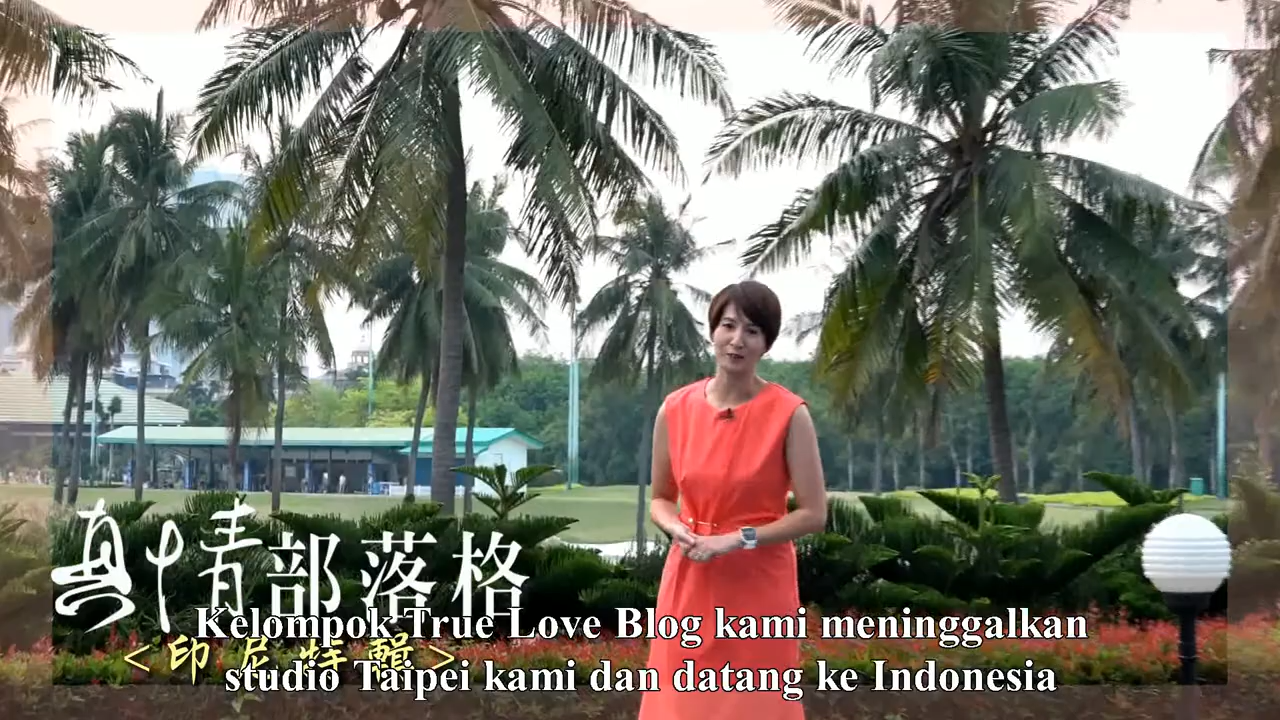 真情部落格
<印尼特輯>
Kelompok True Love Blog kami meninggalkan
studio Taipei kami dan datang ke Indonesia